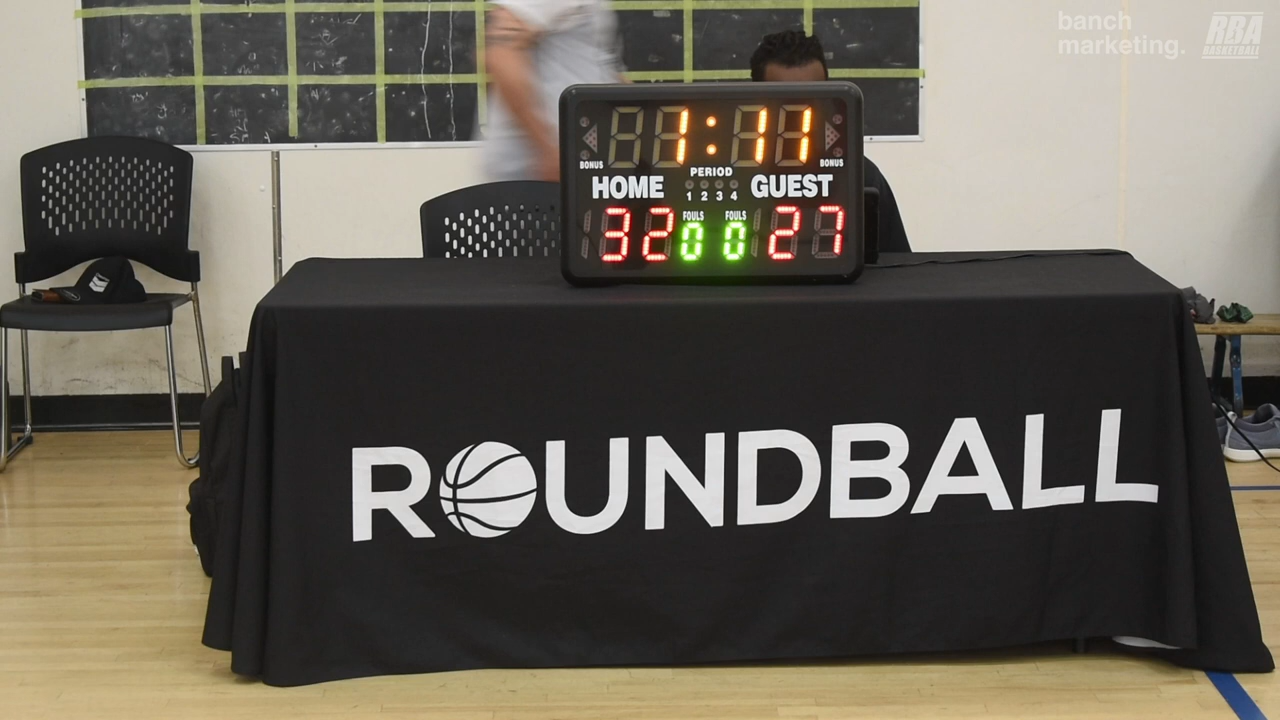 banch
marketing.
RBA
BASKETBALL
1:11
BONUS
BONUS
PERIOD
HOME
GUEST
1 2 3 4
FOULS
FOULS
32
0 0
27
ROUNDBALL